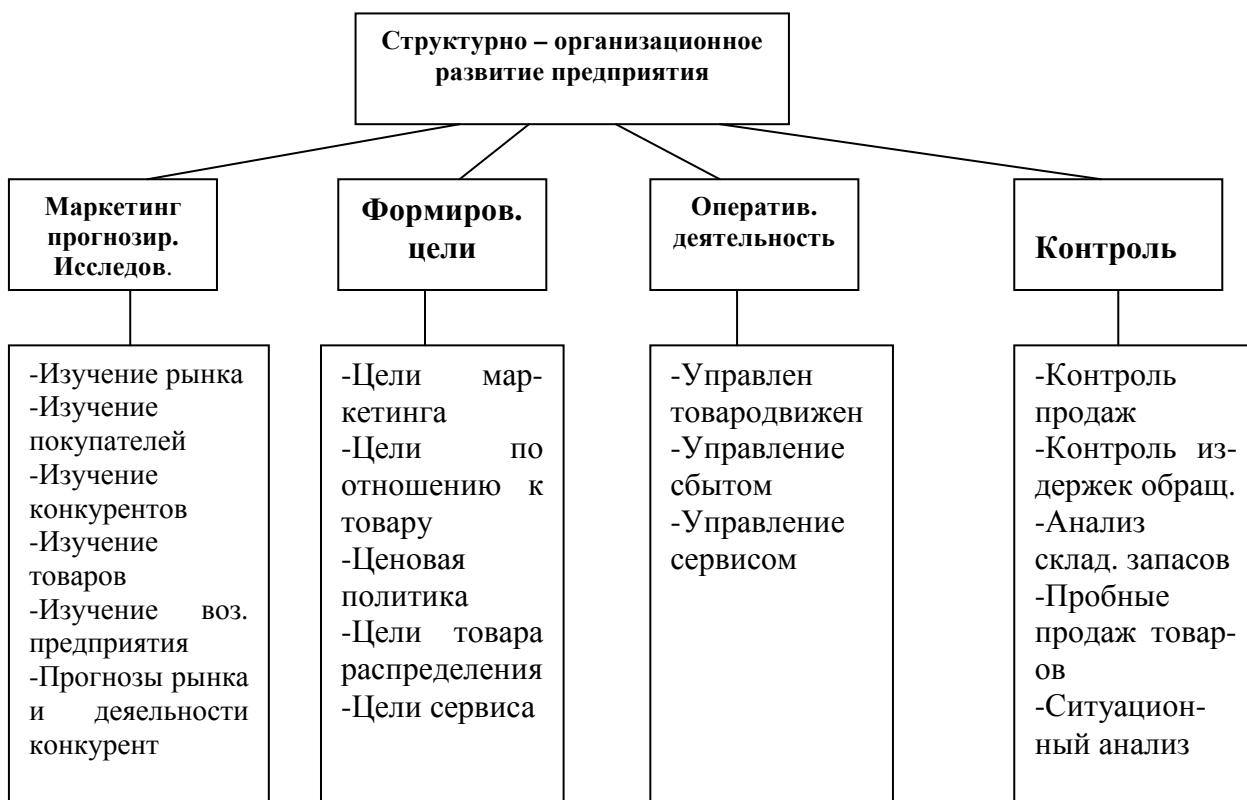 Структурно – организационное
развитие предприятия
Маркетинг
прогнозир.
Исследов.
Формиров.
цели
Оператив.
деятельность
Контроль
-Изучение рынка
-Изучение
покупателей
-Изучение
конкурентов
-Изучение
товаров
-Изучение воз.
предприятия
-Прогнозы рынка
и деяельности
конкурент
-Цели мар-
кетинга
-Цели по
отношению к
товару
-Ценовая
политика
-Цели товара
распределения
-Цели сервиса
-Управлен
товародвижен
-Управление
сбытом
-Управление
сервисом
-Контроль
продаж
-Контроль из-
держек обращ.
-Анализ
склад. запасов
-Пробные
продаж товар-
ов
-Ситуацион-
ный анализ